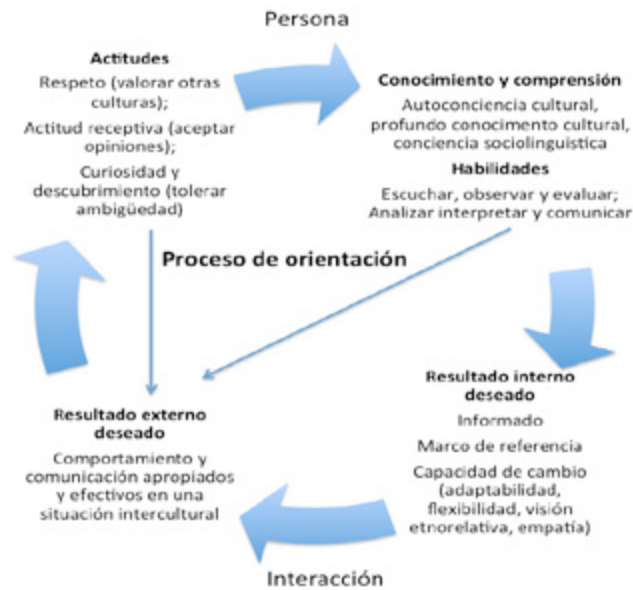 Persona
Actitudes
Respeto (valorar otras
culturas);
Actitud receptiva (aceptar
opiniones);
Curiosidad y
descubrimiento (tolerar
ambigüedad)
Conocimiento y comprensión
Autoconciencia cultural,
profundo conocimento cultural,
conciencia sociolinguistica
Habilidades
Escuchar, observar y evaluar;
Analizar interpretar y comunicar
Proceso de orientación
Resultado interno
deseado
Informado
Marco de referencia
Capacidad de cambio
(adaptabilidad,
flexibilidad, visión
etnorelativa, empatía)
Resultado externo
deseado
Comportamiento y
comunicación apropiados
y efectivos en una
situación intercultural
Interacción